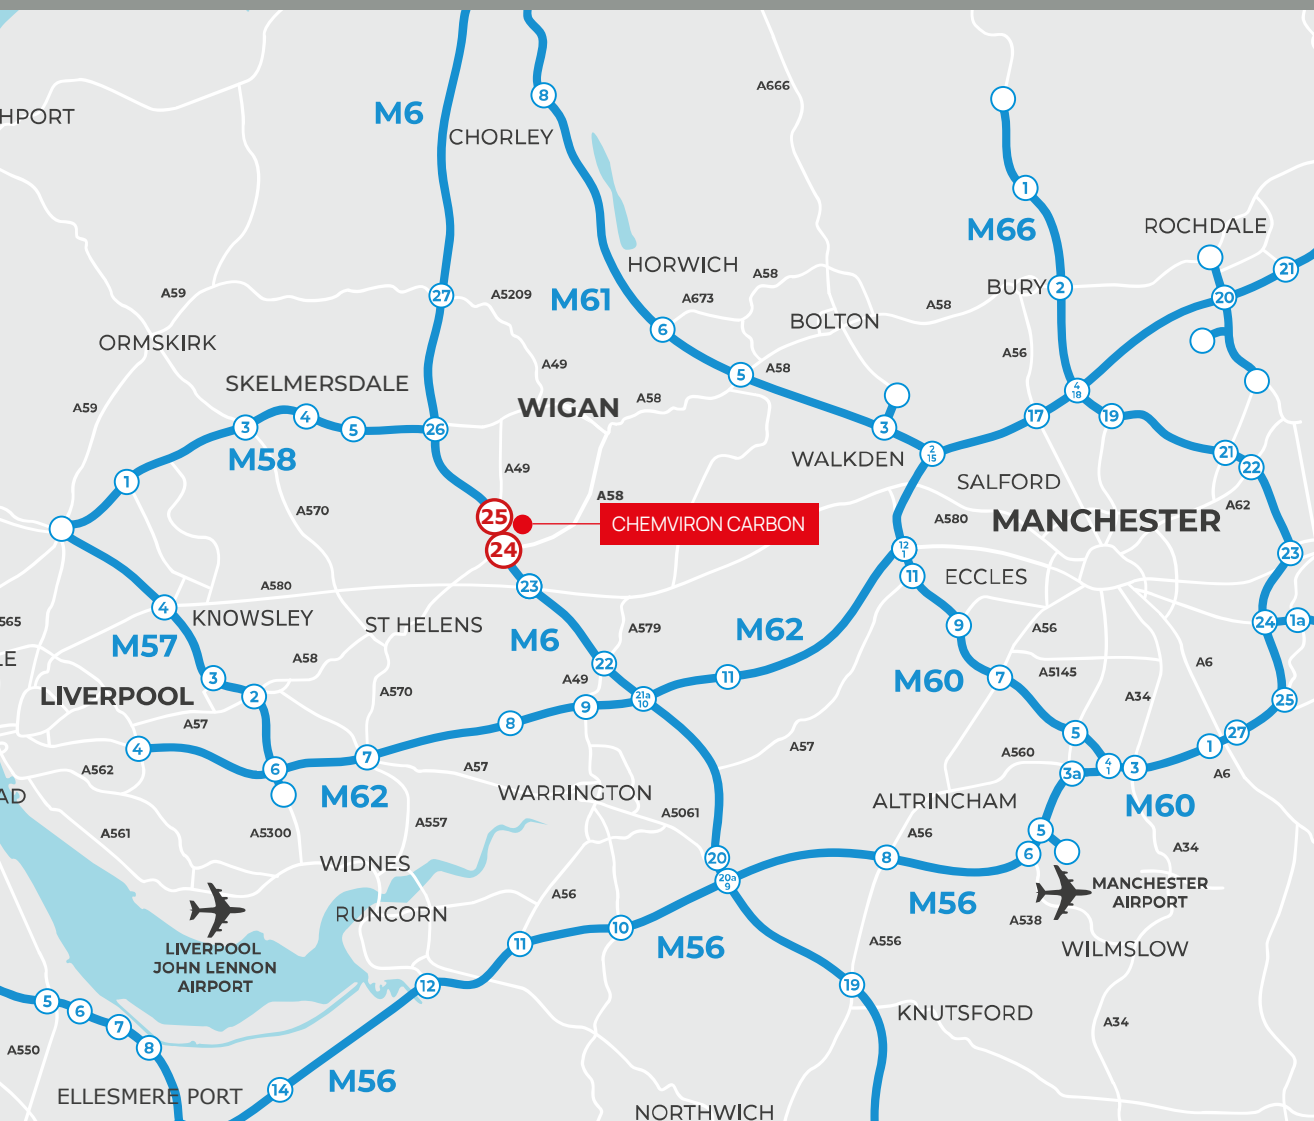 A666
HPORT
M6
8
CHORLEY
1
M66
ROCHDALE
HORWICH
A58
21
BURY
2
A59
27
A5209
M61
A673
20
A58
6
BOLTON
ORMSKIRK
A56
A49
5
A58
SKELMERSDALE
4
18
A59
WIGAN
A58
3
4
5
26
3
17
19
M58
WALKDEN
2
15
21
22
A49
1
SALFORD
A58
A570
25
CHEMVIRON CARBON
A580
MANCHESTER
A62
24
12
1
23
A580
23
11
ECCLES
4
KNOWSLEY
565
ST HELENS
A579
M62
9
A56
24
1a
M57
M6
LE
A58
22
A6
3
11
M60
7
A5145
LIVERPOOL
2
A570
A49
21a
10
A34
25
A57
8
9
5
27
4
7
A57
A560
1
A562
6
A57
3a
4
1
3
A6
AD
M62
WARRINGTON
ALTRINCHAM
M60
A561
A5300
A557
A5061
5
A56
A34
WIDNES
20
8
6
20a
9
MANCHESTER
AIRPORT
A56
M56
RUNCORN
10
A538
LIVERPOOL
JOHN LENNON
AIRPORT
11
M56
A556
WILMSLOW
12
19
5
6
7
8
KNUTSFORD
A34
A550
M56
14
ELLESMERE PORT
NORTHWICH